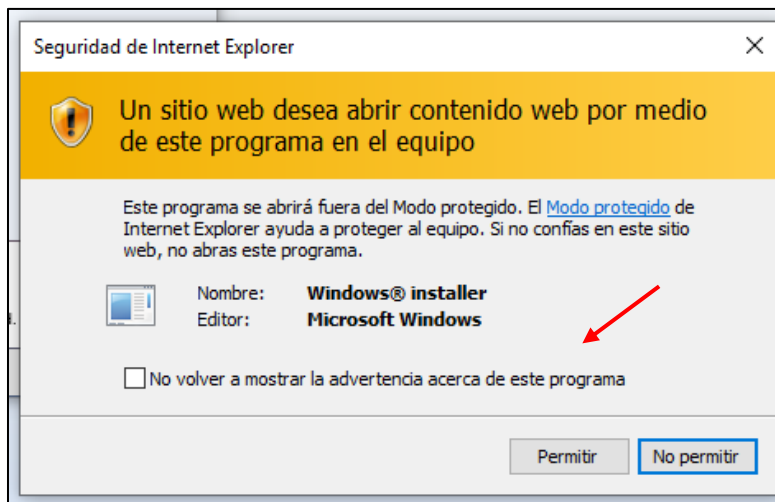 Seguridad de Internet Explorer
Un sitio web desea abrir contenido web por medio
de este programa en el equipo
Este programa se abrirá fuera del Modo protegido. El Modo protegido de
Internet Explorer ayuda a proteger al equipo. Si no confías en este sitio
web, no abras este programa.
Nombre: Windows® installer
Editor: Microsoft Windows
No volver a mostrar la advertencia acerca de este programa
Permitir No permitir